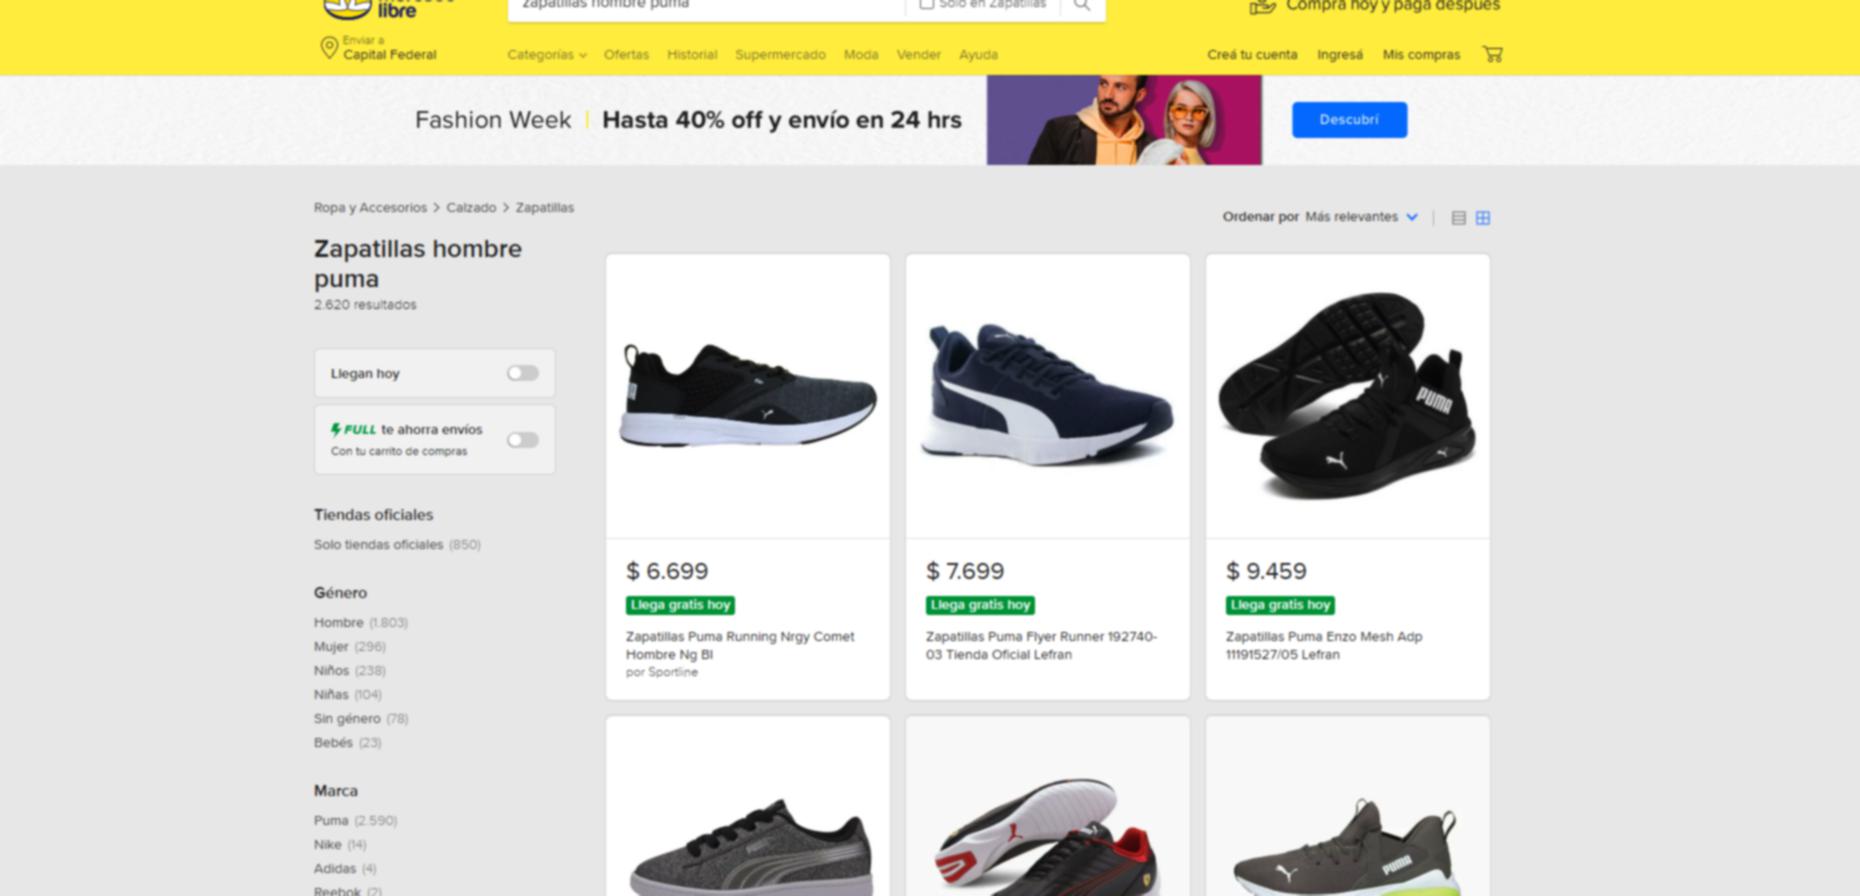 libre
zapatillas hombre puma
Solo en Zapatillas
Compra hoy y paga después
Enviar a
Capital Federal
Categorías
Ofertas
Historial
Supermercado
Moda
Vender
Ayuda
Creá tu cuenta
Ingresá
Mis compras
Fashion Week | Hasta 40% off y envío en 24 hrs
Descubrí
Ropa y Accesorios > Calzado > Zapatillas
Ordenar por Más relevantes
Zapatillas hombre
puma
2.620 resultados
Llegan hoy
FULL te ahorra envíos
Con tu carrito de compras
Tiendas oficiales
Solo tiendas oficiales (850)
Género
Hombre (1.803)
Mujer (296)
Niños (238)
Niñas (104)
Sin género (78)
Bebés (23)
Marca
Puma (2.590)
Nike (14)
Adidas (4)
Reebok (2)
$ 6.699
Llega gratis hoy
Zapatillas Puma Running Nrgy Comet
Hombre Ng Bl
por Sportline
PUMA
$ 7.699
Llega gratis hoy
Zapatillas Puma Flyer Runner 192740-
03 Tienda Oficial Lefran
$ 9.459
Llega gratis hoy
Zapatillas Puma Enzo Mesh Adp
11191527/05 Lefran
PUMA